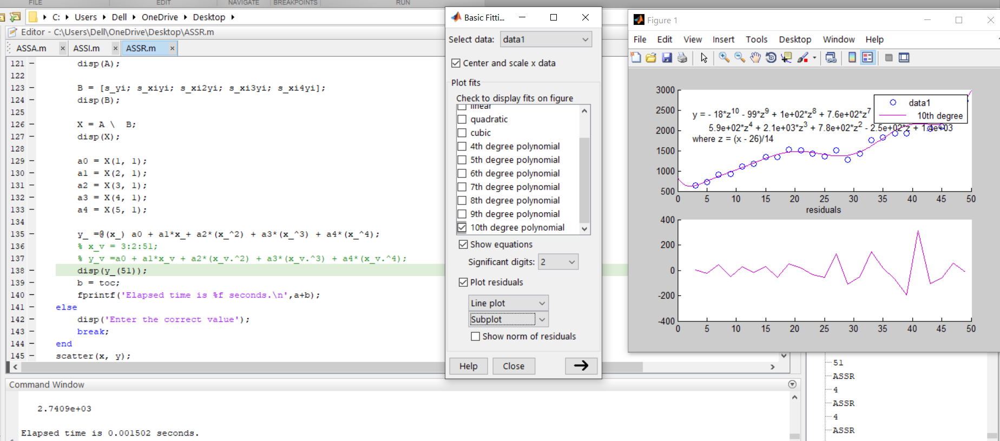 FILE EDIT NAVIGATE BREAKPOINTS RUN
C: Users Dell OneDrive Desktop
Editor - C:\Users\Dell\OneDrive\Desktop\ASSR.m
ASSA.m × ASSI.m × ASSR.m ×
121 – disp(A);
122
123 – B = [s_yi; s_xiyi; s_xi2yi; s_xi3yi; s_xi4yi];
124 – disp(B);
125
126 – X = A \ B;
127 – disp(X);
128
129 – a0 = X(1, 1);
130 – a1 = X(2, 1);
131 – a2 = X(3, 1);
132 – a3 = X(4, 1);
133 – a4 = X(5, 1);
134
135 – y_ =@(x_) a0 + a1*x_+ a2*(x_^2) + a3*(x_^3) + a4*(x_^4);
136 % x_v = 3:2:51;
137 % y_v =a0 + a1*x_v + a2*(x_v.^2) + a3*(x_v.^3) + a4*(x_v.^4);
138 – disp(y_(51));
139 – b = toc;
140 – fprintf('Elapsed time is %f seconds.\n',a+b);
141 – else
142 – disp('Enter the correct value');
143 – break;
144 – end
145 – scatter(x, y);
Command Window
2.7409e+03
Elapsed time is 0.001502 seconds.
Basic Fitti...
Select data: data1
Center and scale x data
Plot fits
Check to display fits on figure
linear
quadratic
cubic
4th degree polynomial
5th degree polynomial
6th degree polynomial
7th degree polynomial
8th degree polynomial
9th degree polynomial
10th degree polynomial
Show equations
Significant digits: 2
Plot residuals
Line plot
Subplot
Show norm of residuals
Help Close
Figure 1
File Edit View Insert Tools Desktop Window Help
3000
2500
2000
1500
1000
500
0 5 10 15 20 25 30 35 40 45 50
data1
10th degree
y = - 18*z^10 - 99*z^9 + 1e+02*z^8 + 7.6e+02*z^7
5.9e+02*z^4 + 2.1e+03*z^3 + 7.8e+02*z^2 - 2.5e+02*z + 1.4e+03
where z = (x - 26)/14
residuals
400
200
0
-200
-400
0 5 10 15 20 25 30 35 40 45 50
51
ASSR
4
ASSR
4
ASSR